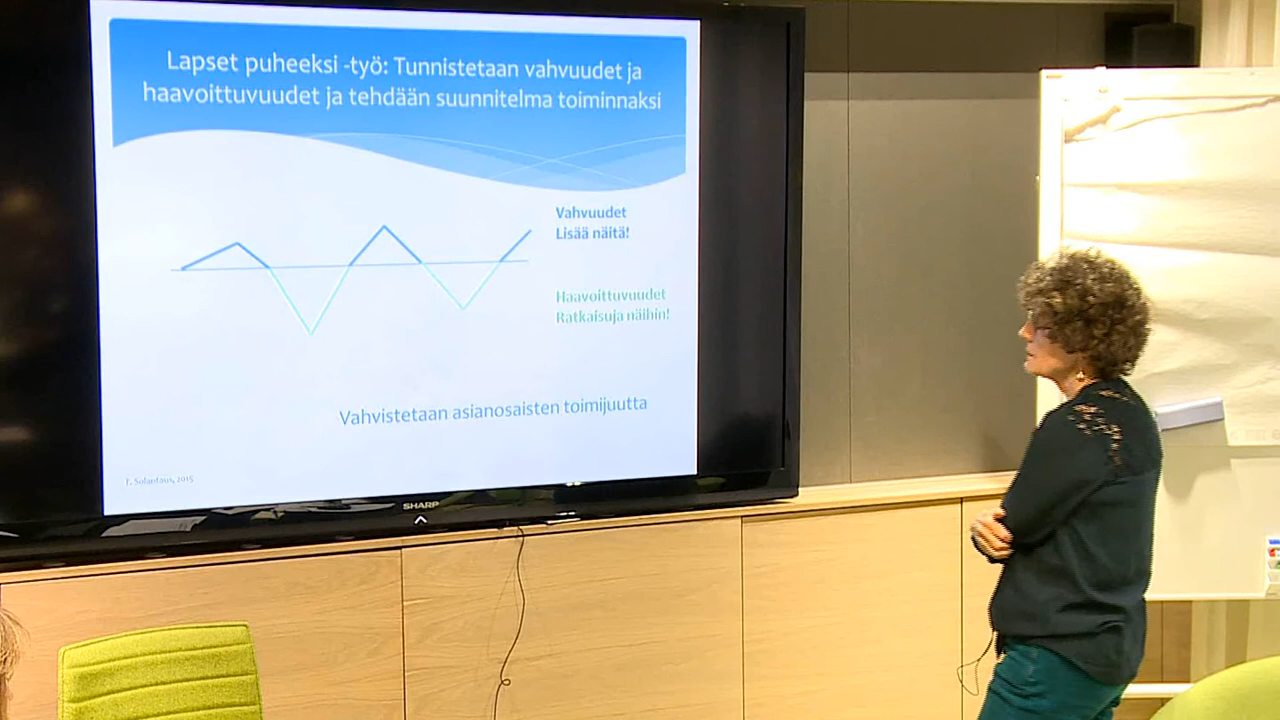 Lapset puheeksi -työ: Tunnistetaan vahvuudet ja
haavoittuvuudet ja tehdään suunnitelma toiminnaksi
Vahvuudet
Lisää näitä!
Haavoittuvuudet
Ratkaisuja näihin!
Vahvistetaan asianosaisten toimijuutta
T. Solantaus, 2015
SHARP